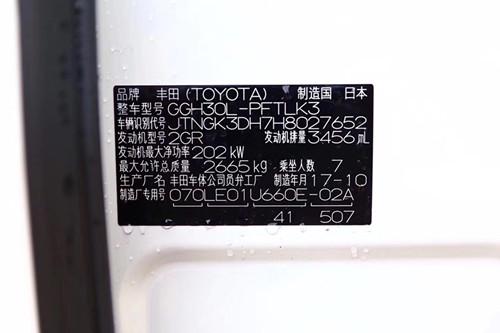 品牌 丰田(TOYOTA) 制造国 日本
整车型号 GGH30L-PFTLK3
车辆识别代号 JTNGK3DH7H8027652
发动机型号 2GR 发动机排量 3456 mL
发动机最大净功率 202 kW
最大允许总质量 2665 kg 乘坐人数 7
生产厂名 丰田车体公司员弁工厂 制造年月 17-10
制造厂专用号 070LE01U660E-02A
41 507